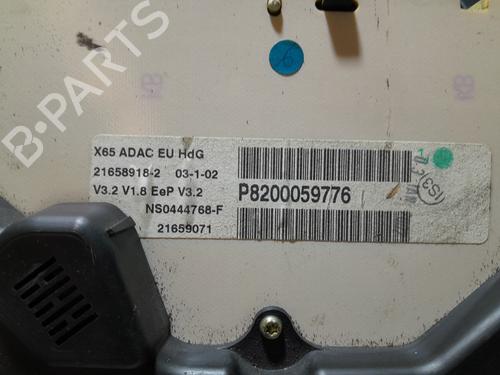 B-PARTS
X65 ADAC EU HdG
21658918-2 03-1-02
V3.2 V1.8 EeP V3.2
P8200059776
NS0444768-F
21659071